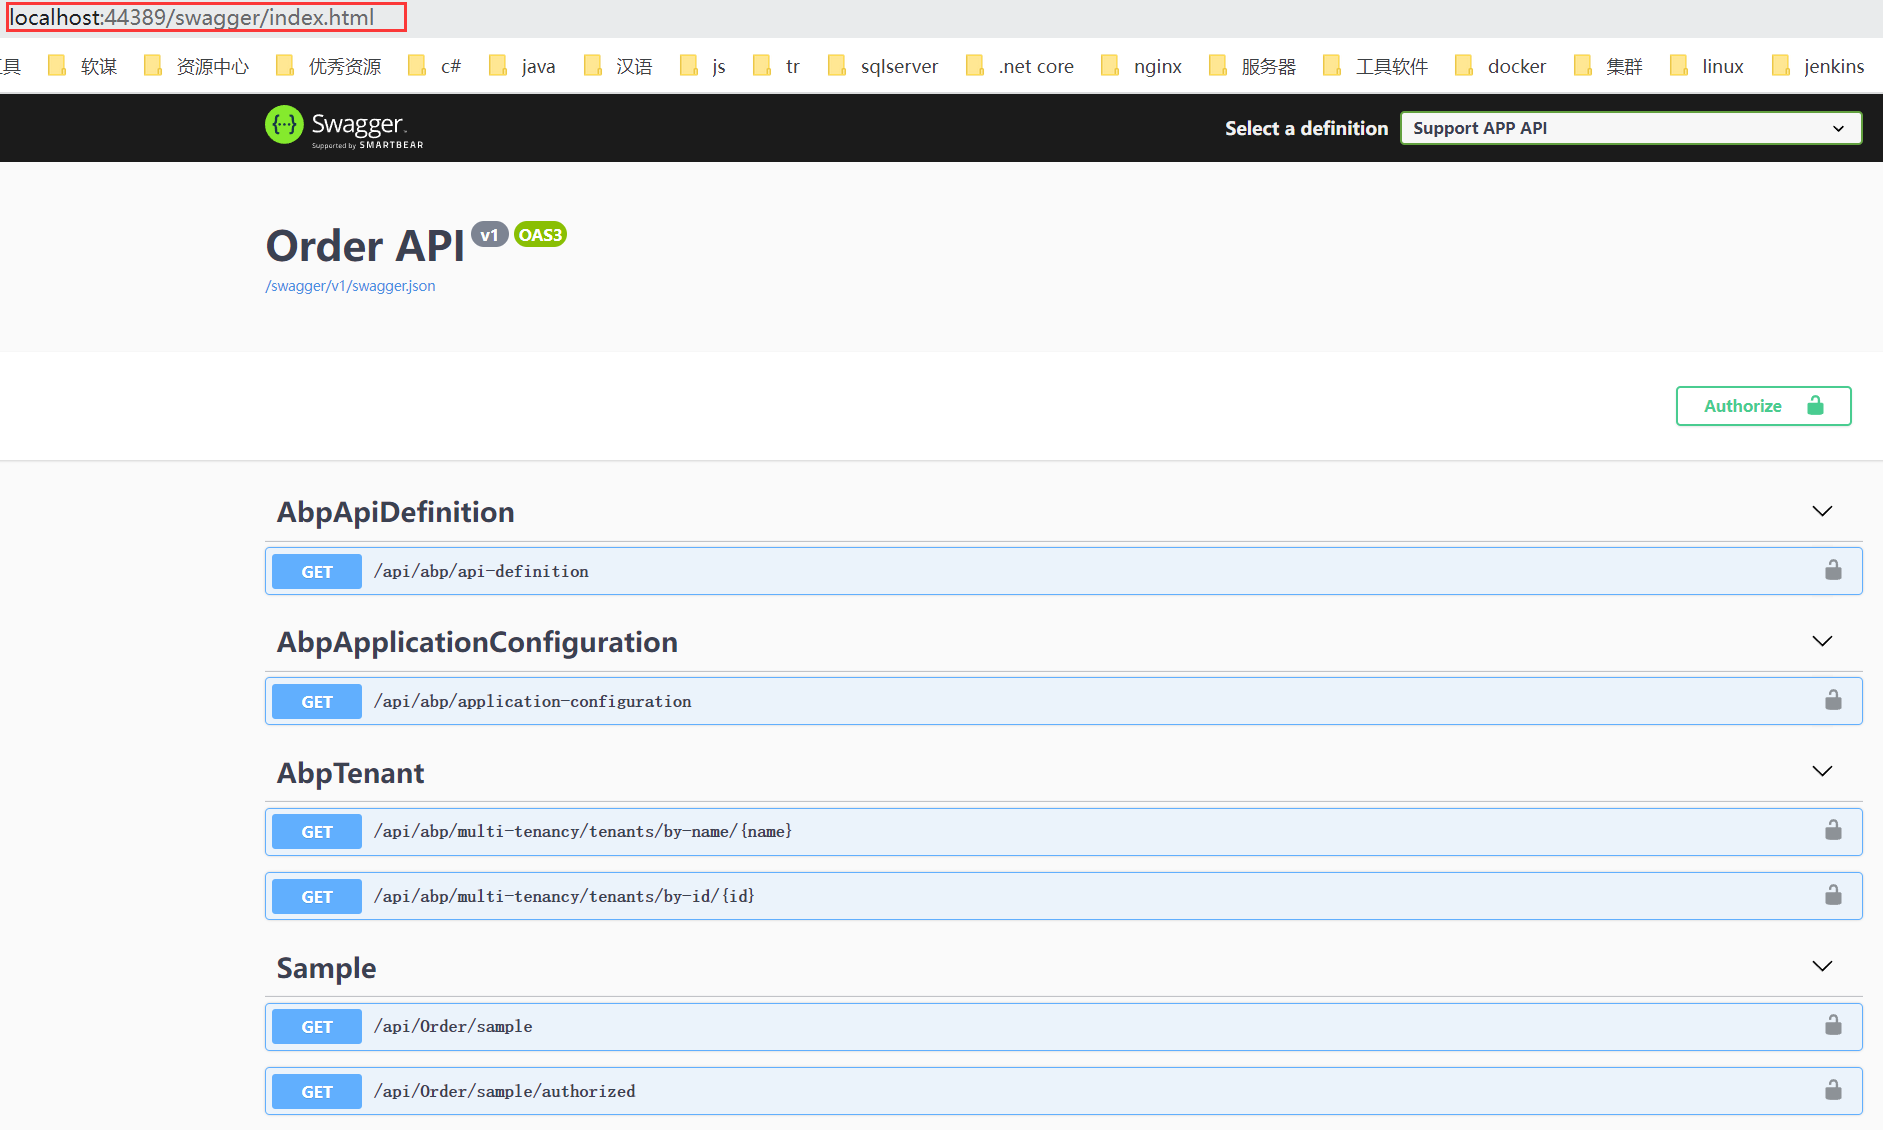 localhost:44389/swagger/index.html
具 软谋 资源中心 优秀资源 c# java 汉语 js tr sqlserver .net core nginx 服务器 工具软件 docker 集群 linux jenkins
Swagger. Select a definition Support APP API
Supported by SMARTBEAR
Order API v1 OAS3
/swagger/v1/swagger.json
Authorize
AbpApiDefinition
GET /api/abp/api-definition
AbpApplicationConfiguration
GET /api/abp/application-configuration
AbpTenant
GET /api/abp/multi-tenancy/tenants/by-name/{name}
GET /api/abp/multi-tenancy/tenants/by-id/{id}
Sample
GET /api/Order/sample
GET /api/Order/sample/authorized